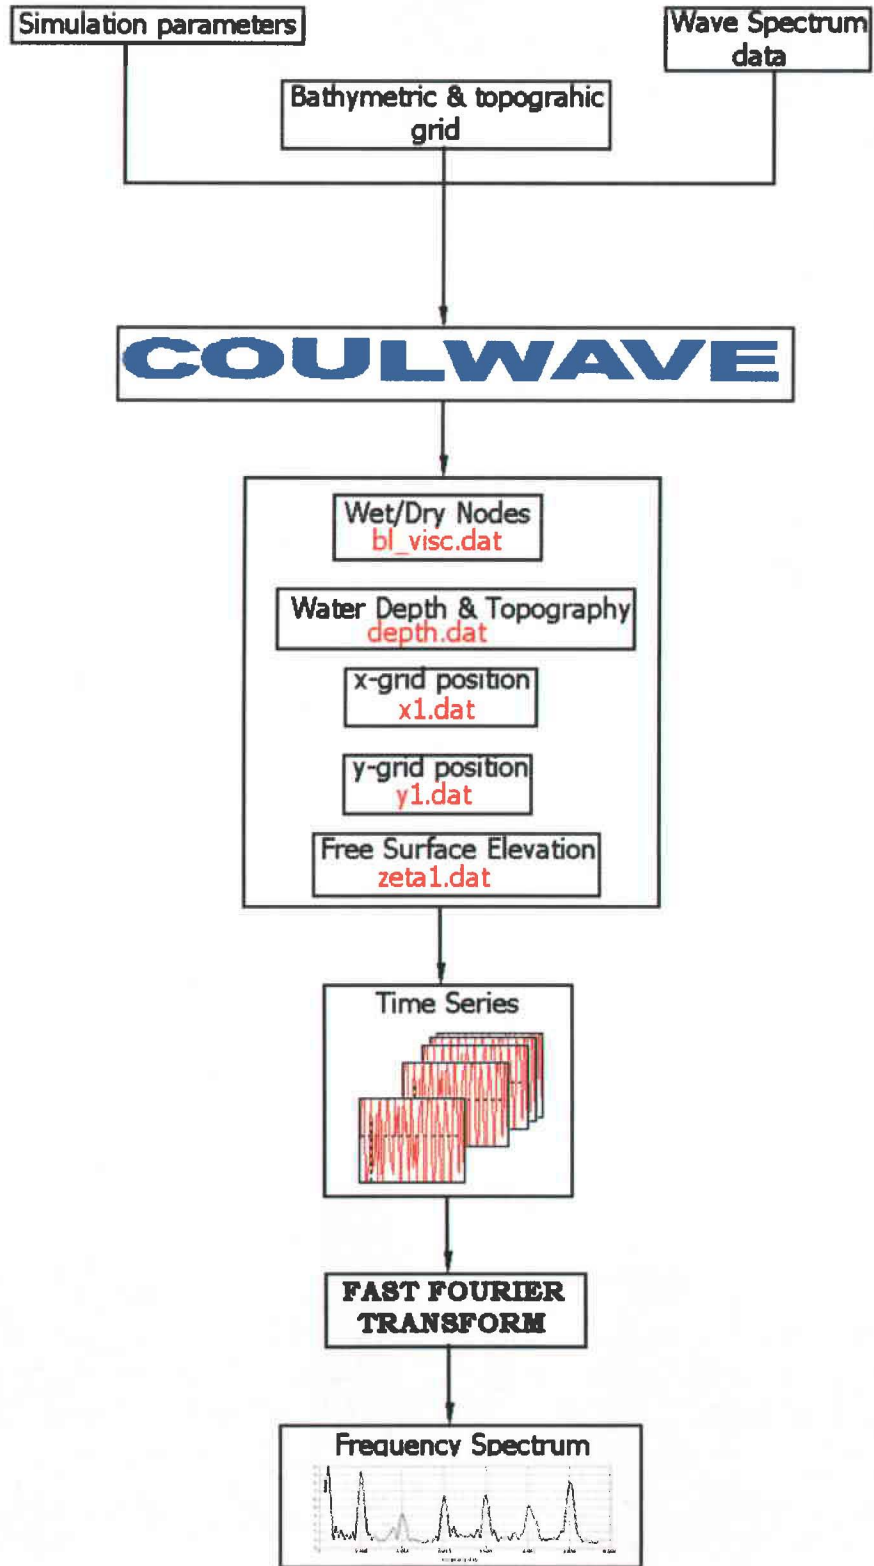 Simulation parameters
Wave Spectrum
data
Bathymetric & topograhic
grid
COULWAVE
Wet/Dry Nodes
bl_visc.dat
Water Depth & Topography
depth.dat
x-grid position
x1.dat
y-grid position
y1.dat
Free Surface Elevation
zeta1.dat
Time Series
FAST FOURIER
TRANSFORM
Frequency Spectrum